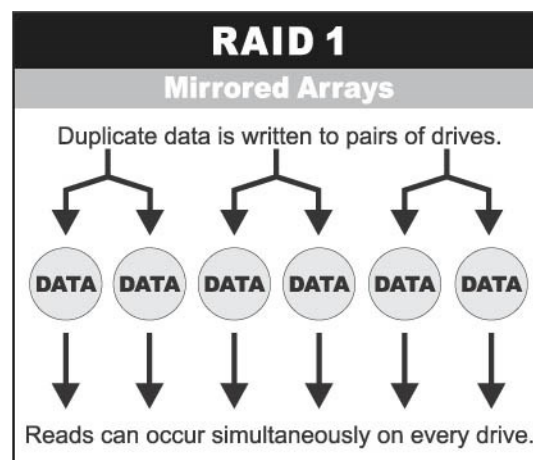 RAID 1
Mirrored Arrays
Duplicate data is written to pairs of drives.
DATA DATA DATA DATA DATA DATA
Reads can occur simultaneously on every drive.